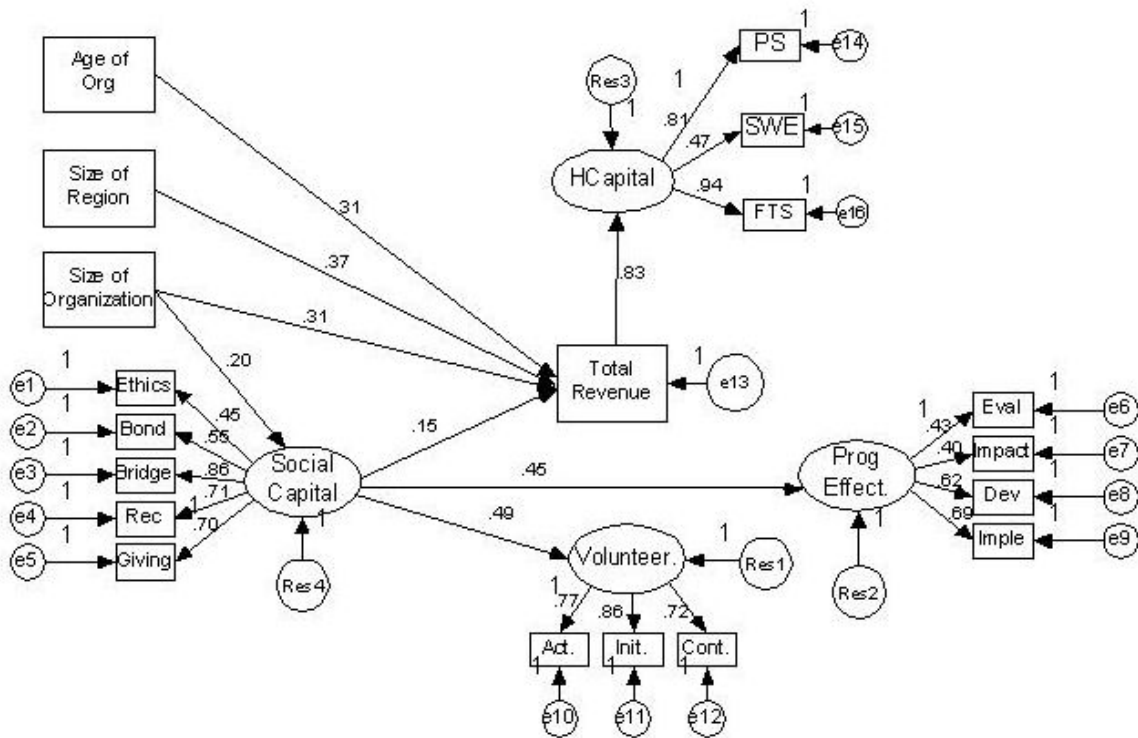 Age of
Org
Size of
Region
Size of
Organization
.31
.37
.31
.20
1
PS
e14
1
Res3
1
.81
1
SWE
e15
.47
HCapital
.94
1
FTS
e16
.83
Total
Revenue
1
e13
.15
1
e1
Ethics
.45
1
e2
Bond
.55
1
e3
Bridge
.86
1
e4
Rec
.71
1
1
e5
Giving
.70
Social
Capital
1
Res4
.45
.49
Volunteer.
1
Res1
1
.77
.86
.72
Act.
Init.
Cont.
1
1
1
e10
e11
e12
Prog
Effect.
1
Res2
1
.43
Eval
1
e6
.40
Impact
1
e7
.62
Dev
1
e8
.69
Imple
1
e9